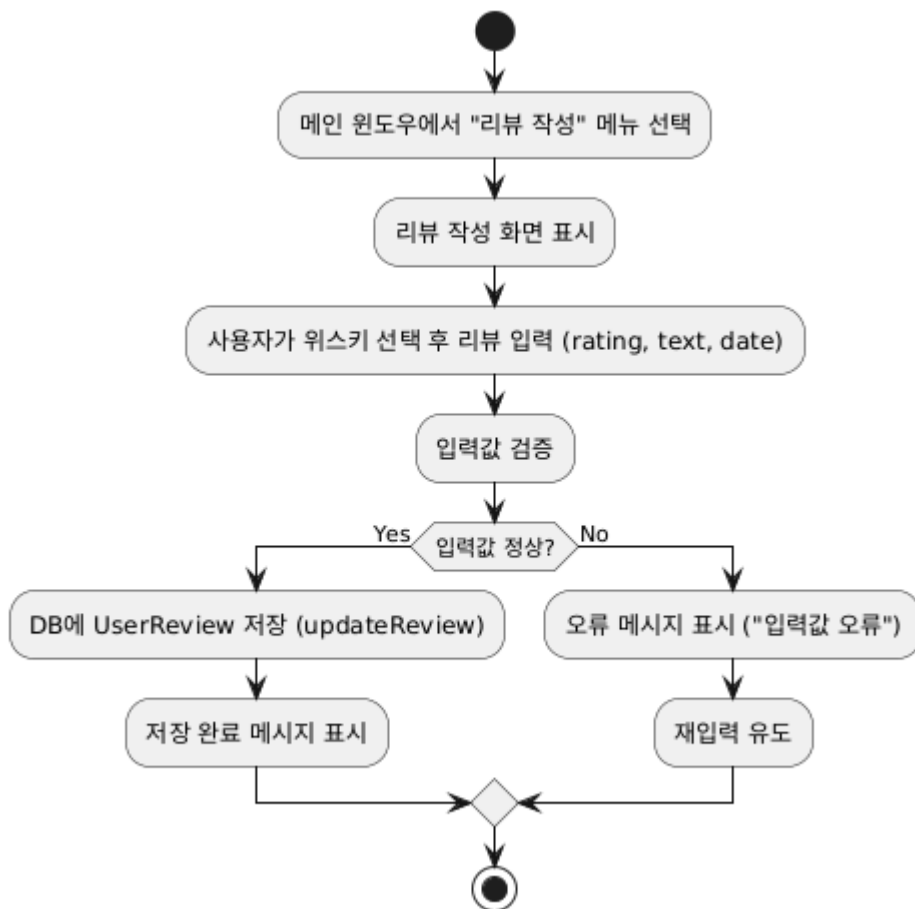 메인 윈도우에서 "리뷰 작성" 메뉴 선택
리뷰 작성 화면 표시
사용자가 위스키 선택 후 리뷰 입력 (rating, text, date)
입력값 검증
Yes
입력값 정상?
No
DB에 UserReview 저장 (updateReview)
오류 메시지 표시 ("입력값 오류")
저장 완료 메시지 표시
재입력 유도